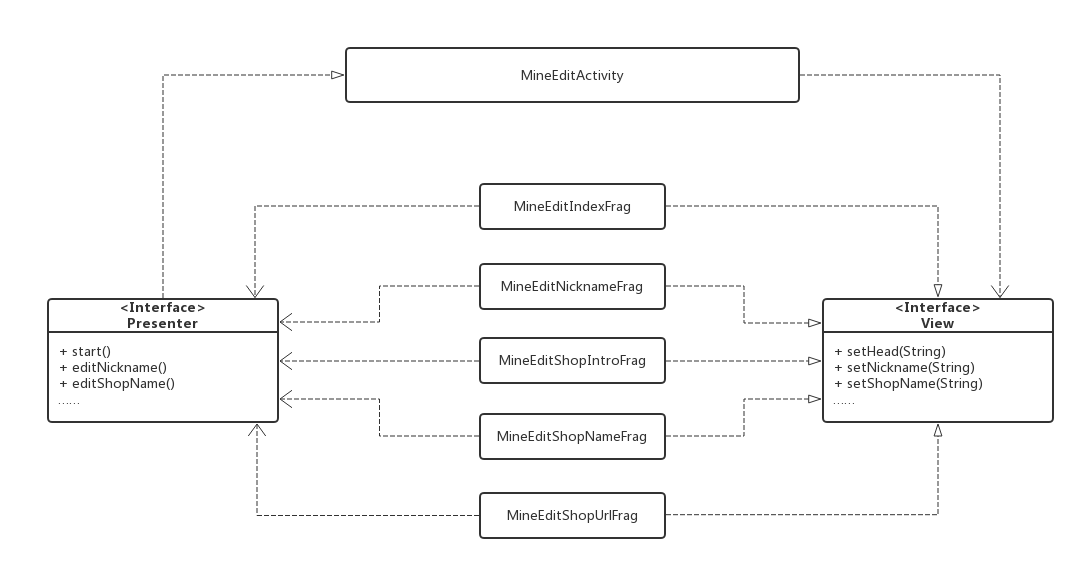 MineEditActivity
MineEditIndexFrag
MineEditNicknameFrag
MineEditShopIntroFrag
MineEditShopNameFrag
MineEditShopUrlFrag
<Interface>
Presenter
+ start()
+ editNickname()
+ editShopName()
……
<Interface>
View
+ setHead(String)
+ setNickname(String)
+ setShopName(String)
……